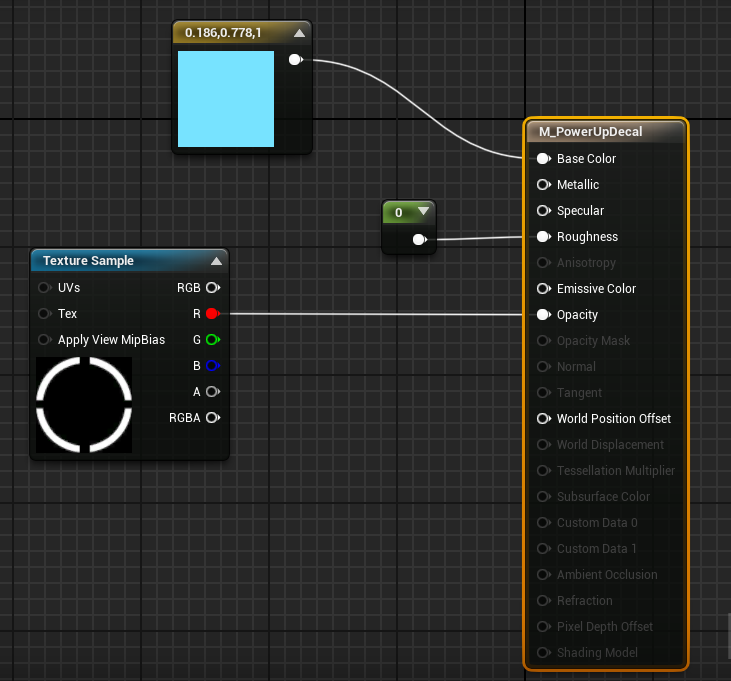 0.186,0.778,1
M_PowerUpDecal
Base Color
Metallic
Specular
0
Roughness
Anisotropy
Texture Sample
UVs
RGB
Emissive Color
Tex
R
Opacity
Apply View MipBias
G
Opacity Mask
B
Normal
A
Tangent
RGBA
World Position Offset
World Displacement
Tessellation Multiplier
Subsurface Color
Custom Data 0
Custom Data 1
Ambient Occlusion
Refraction
Pixel Depth Offset
Shading Model